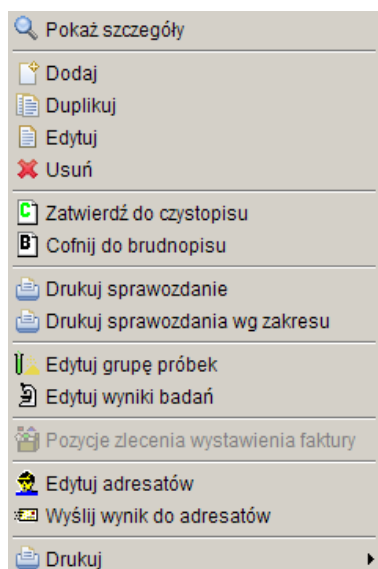 Pokaż szczegóły
Dodaj
Duplikuj
Edytuj
Usuń
C Zatwierdź do czystopisu
B Cofnij do brudnopisu
Drukuj sprawozdanie
Drukuj sprawozdania wg zakresu
Edytuj grupę próbek
Edytuj wyniki badań
Pozycje zlecenia wystawienia faktury
Edytuj adresatów
Wyślij wynik do adresatów
Drukuj